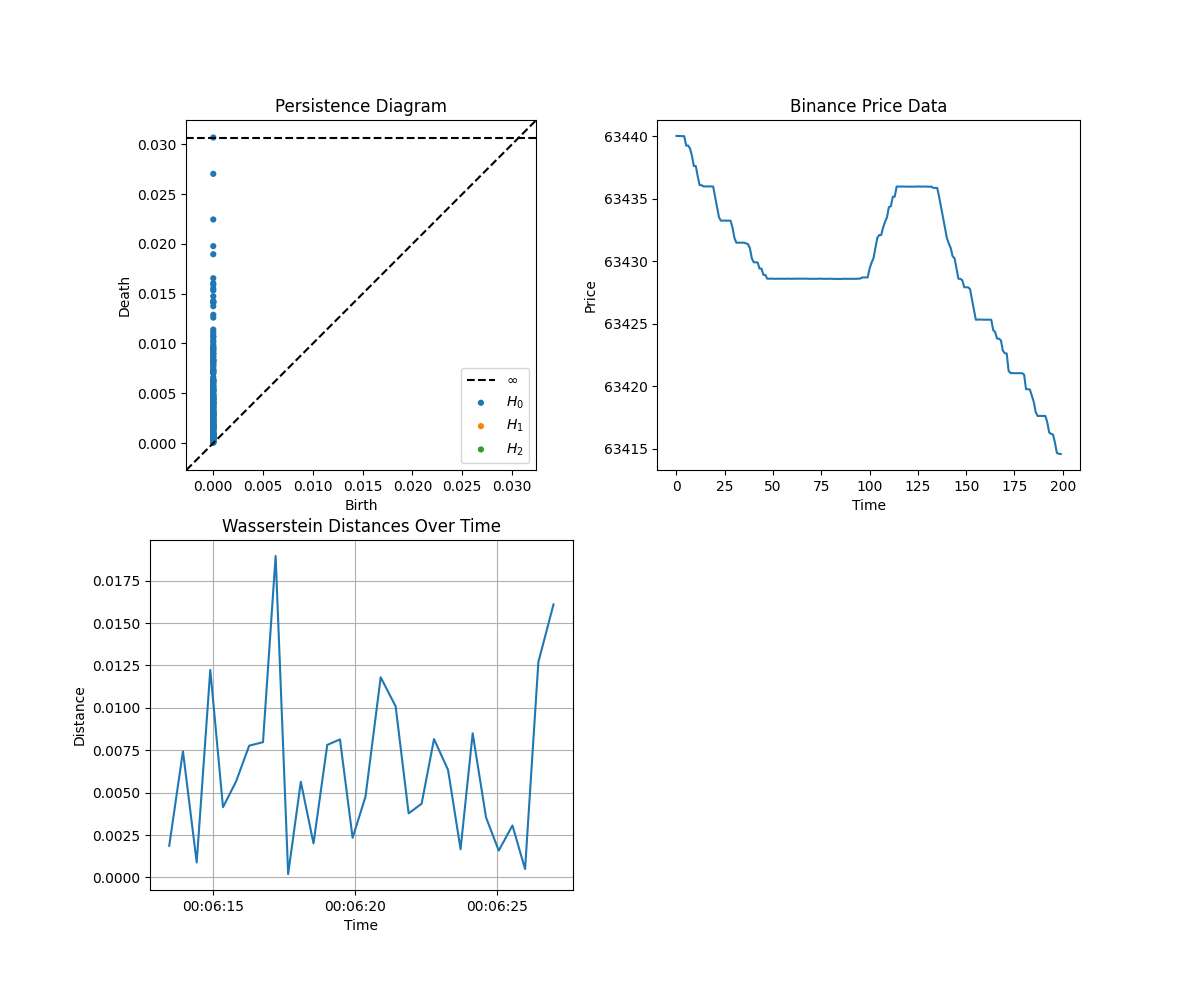 Persistence Diagram
Death
0.030
0.025
0.020
0.015
0.010
0.005
0.000
∞
H0
H1
H2
0.000 0.005 0.010 0.015 0.020 0.025 0.030
Birth
Binance Price Data
Price
63440
63435
63430
63425
63420
63415
0 25 50 75 100 125 150 175 200
Time
Wasserstein Distances Over Time
Distance
0.0175
0.0150
0.0125
0.0100
0.0075
0.0050
0.0025
0.0000
00:06:15 00:06:20 00:06:25
Time